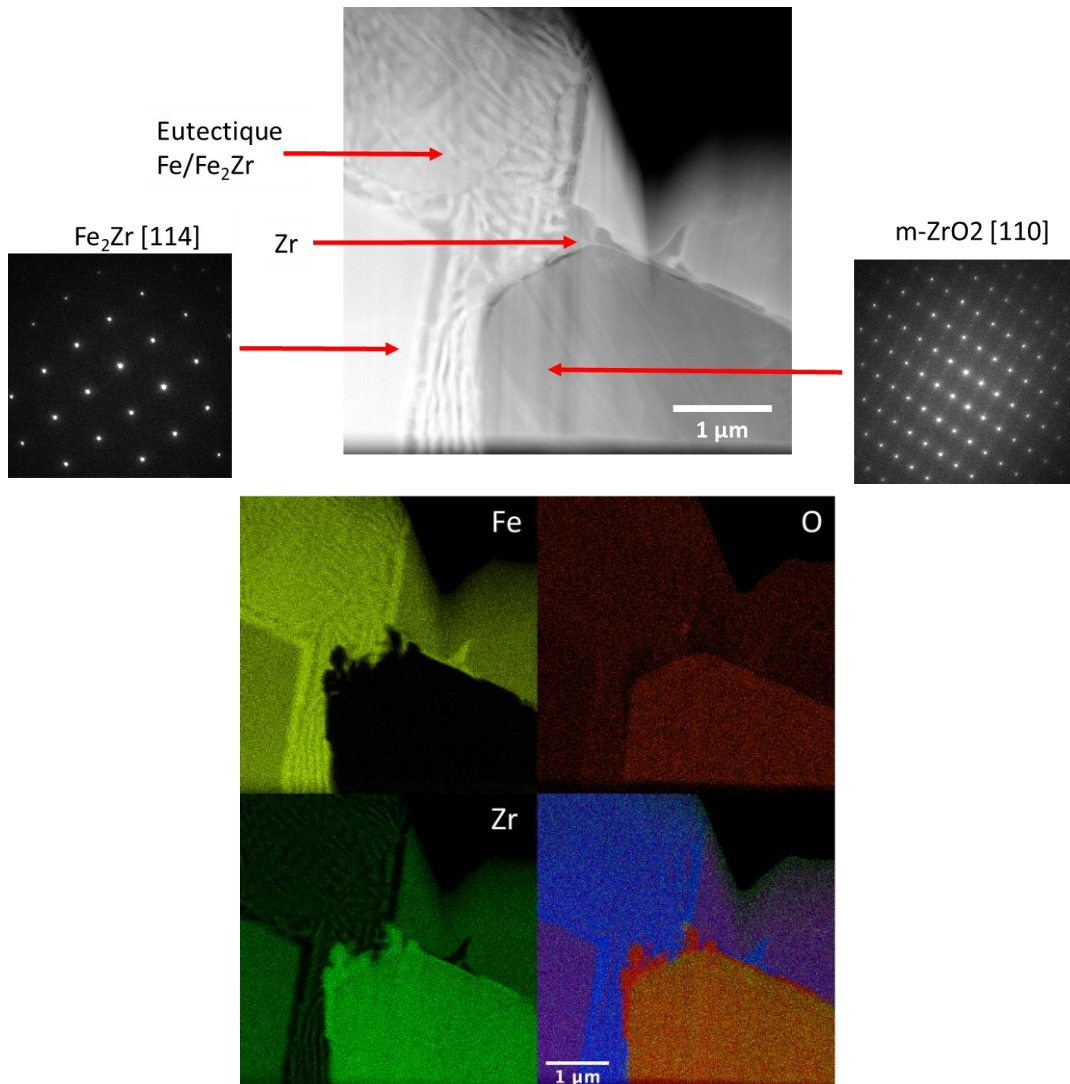 Eutectique
Fe/Fe₂Zr
Fe₂Zr [114]
Zr
m-ZrO2 [110]
1 µm
Fe
O
Zr
1 µm